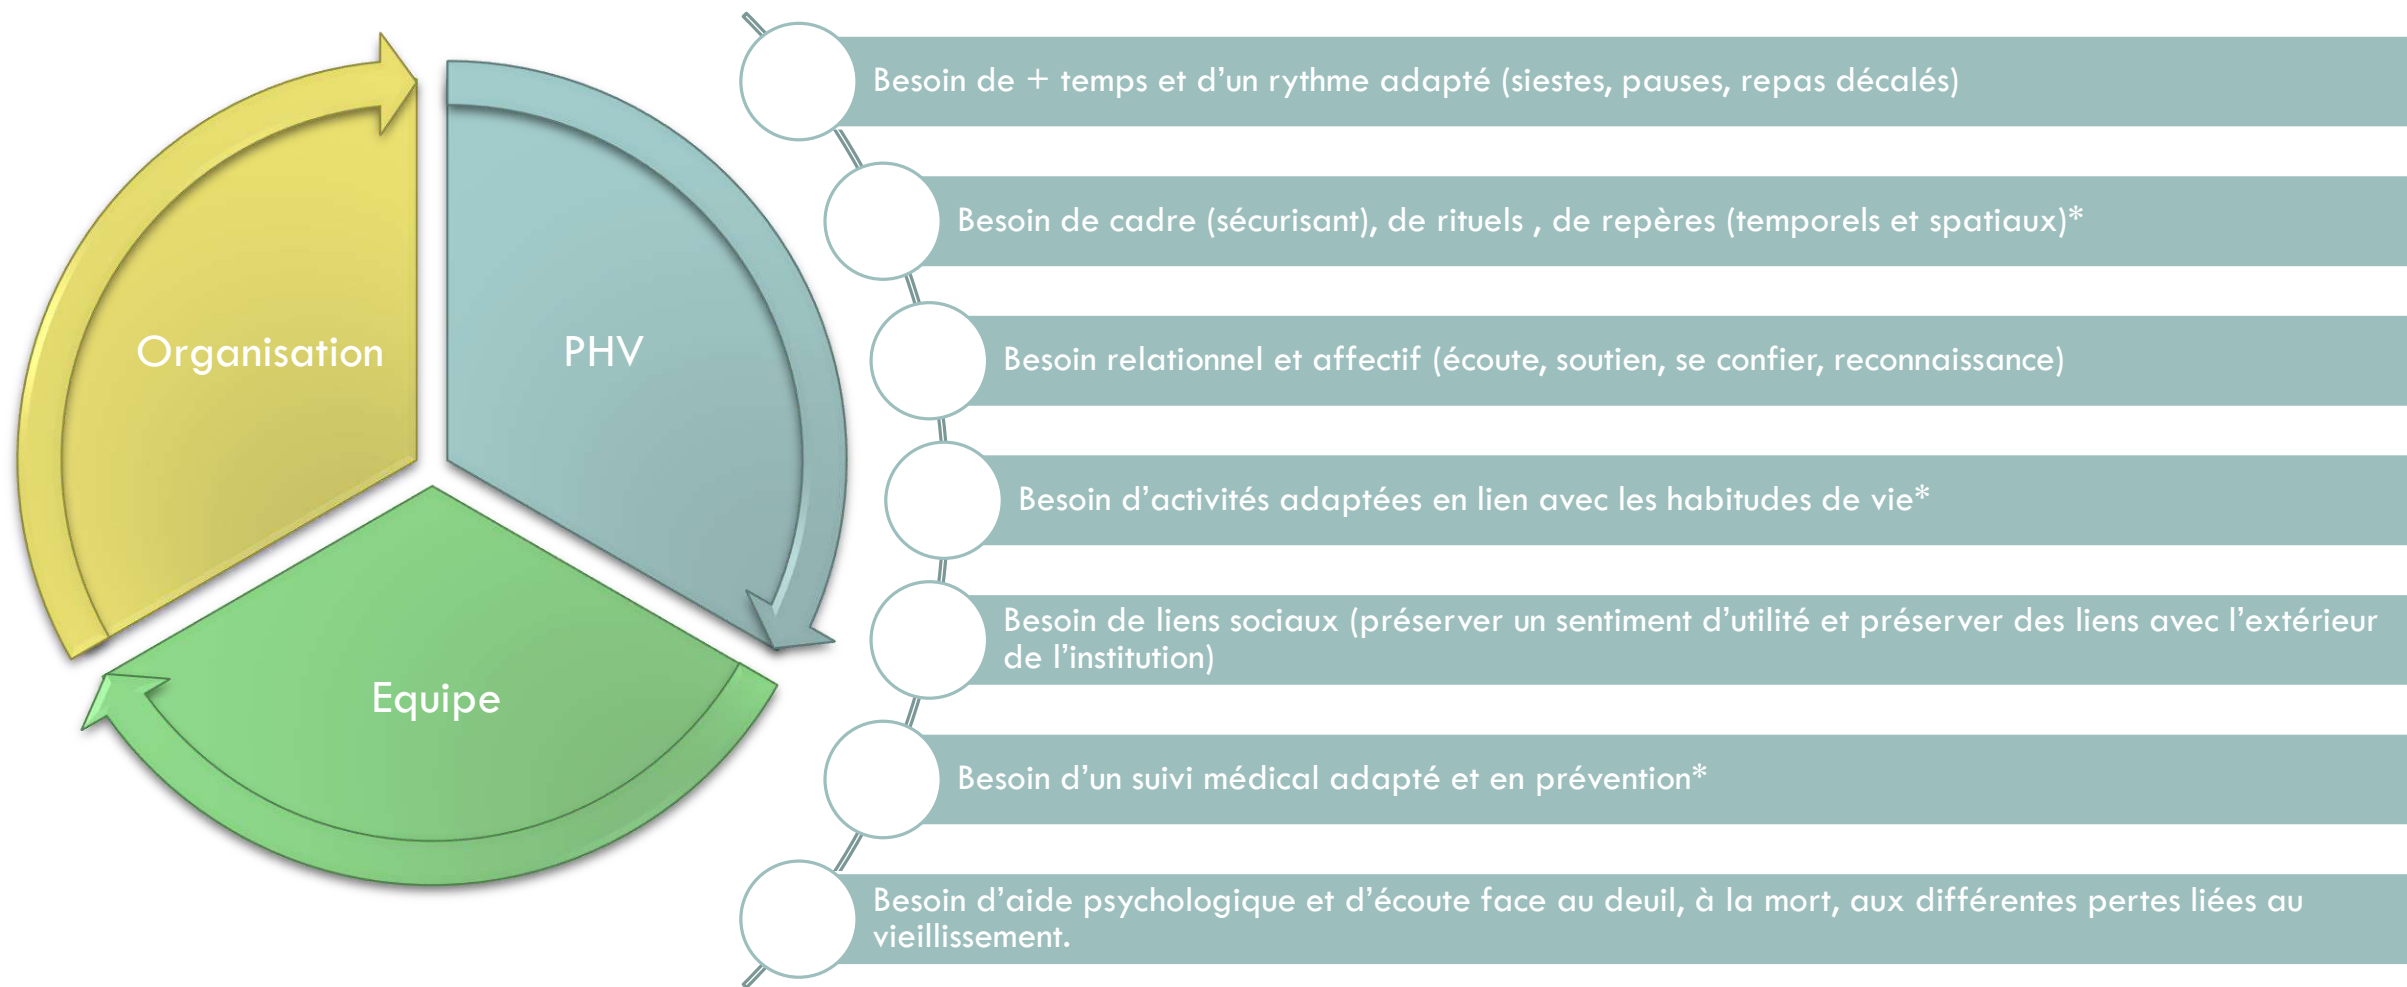 Organisation
PHV
Equipe
Besoin de + temps et d'un rythme adapté (siestes, pauses, repas décalés)
Besoin de cadre (sécurisant), de rituels , de repères (temporels et spatiaux)*
Besoin relationnel et affectif (écoute, soutien, se confier, reconnaissance)
Besoin d'activités adaptées en lien avec les habitudes de vie*
Besoin de liens sociaux (préserver un sentiment d'utilité et préserver des liens avec l'extérieur
de l'institution)
Besoin d'un suivi médical adapté et en prévention*
Besoin d'aide psychologique et d'écoute face au deuil, à la mort, aux différentes pertes liées au
vieillissement.